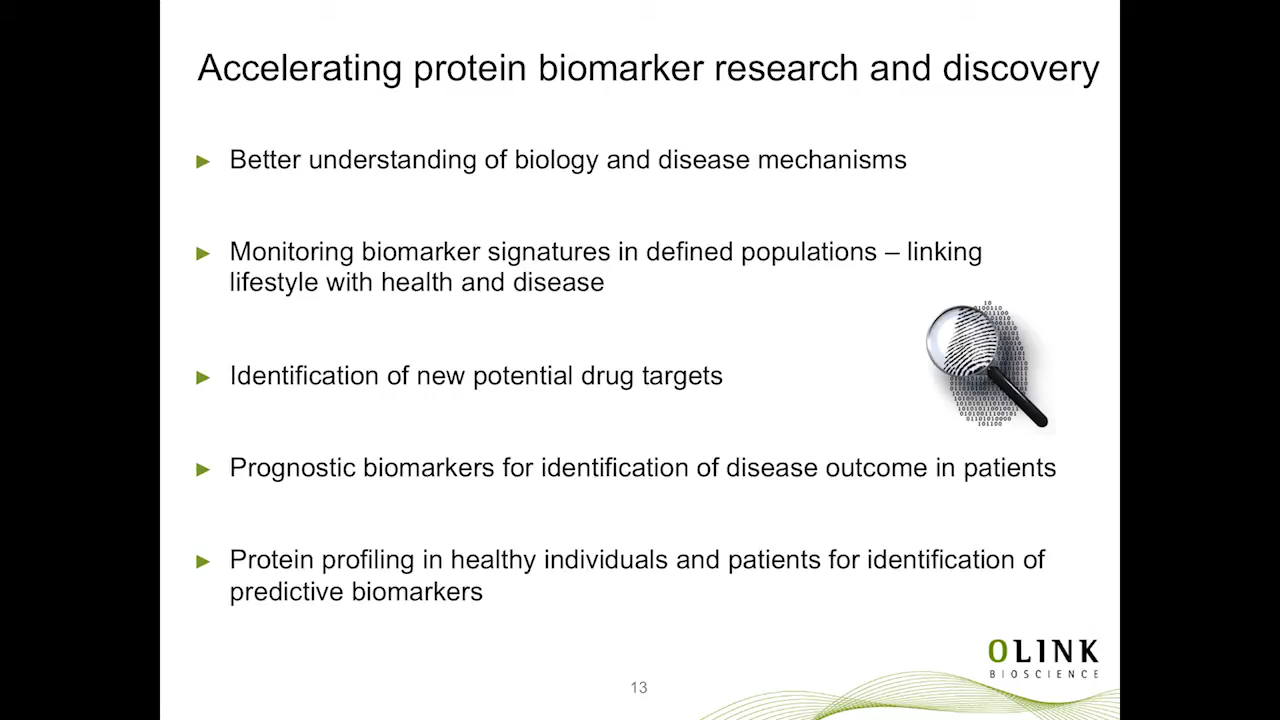 Accelerating protein biomarker research and discovery
► Better understanding of biology and disease mechanisms
► Monitoring biomarker signatures in defined populations – linking
lifestyle with health and disease
► Identification of new potential drug targets
► Prognostic biomarkers for identification of disease outcome in patients
► Protein profiling in healthy individuals and patients for identification of
predictive biomarkers
OLINK
BIOSCIENCE
13